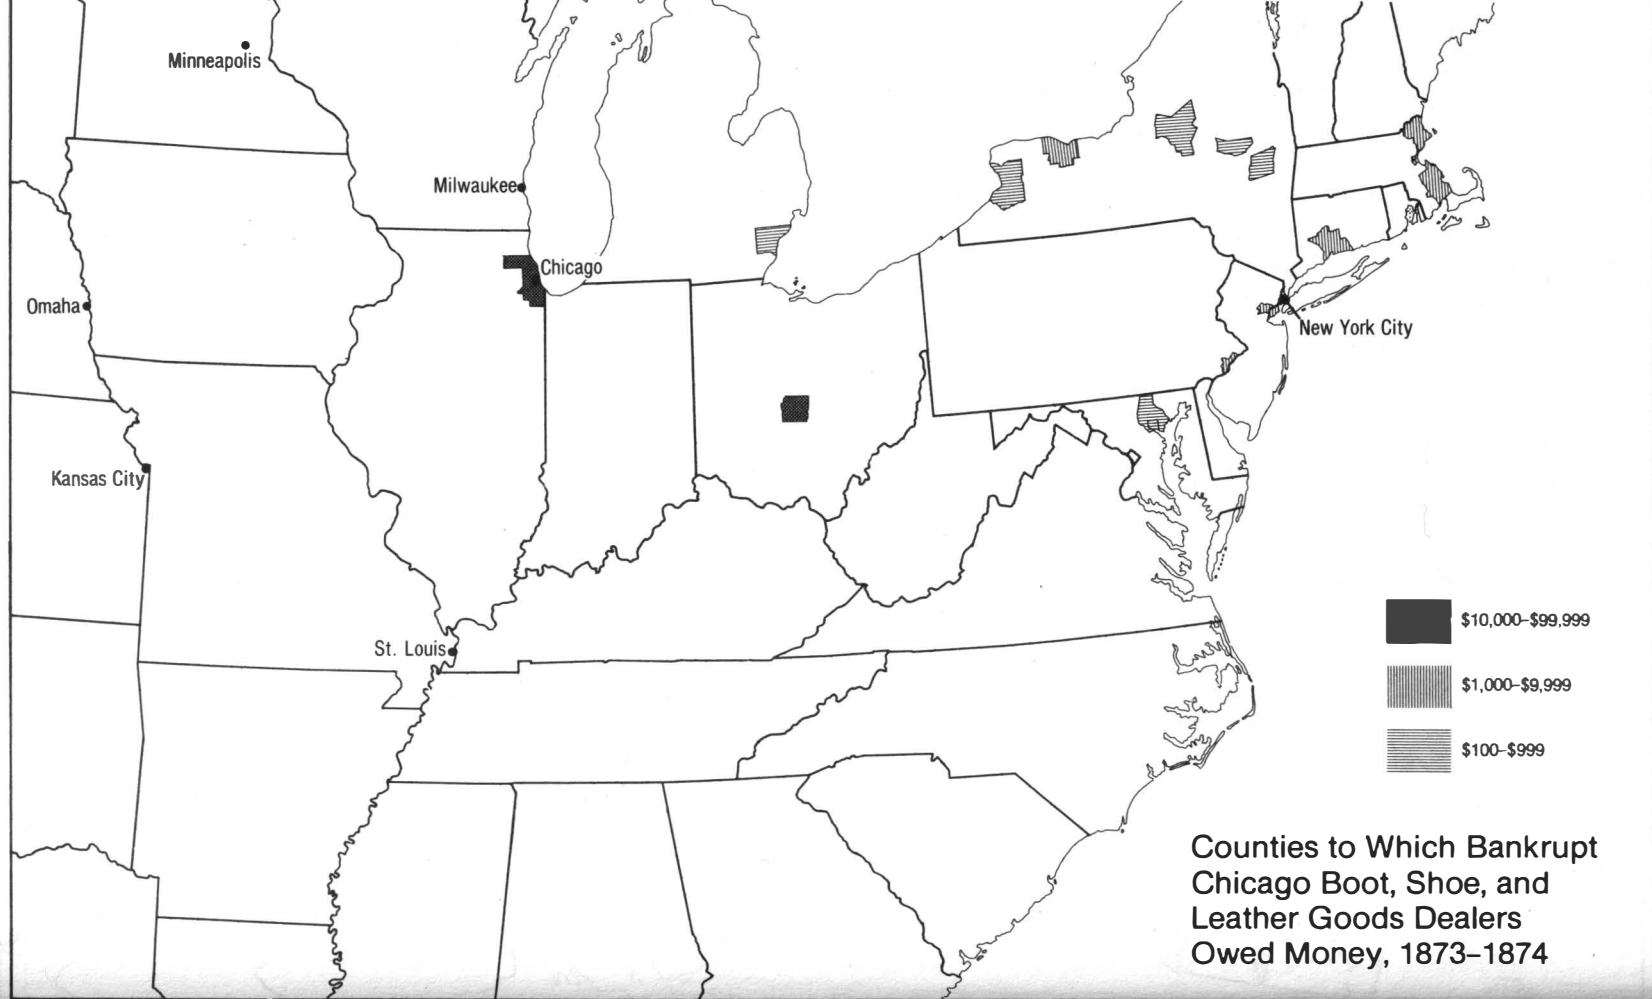 Minneapolis
Milwaukee
Chicago
Omaha
New York City
Kansas City
St. Louis
$10,000–$99,999
$1,000–$9,999
$100–$999
Counties to Which Bankrupt
Chicago Boot, Shoe, and
Leather Goods Dealers
Owed Money, 1873–1874